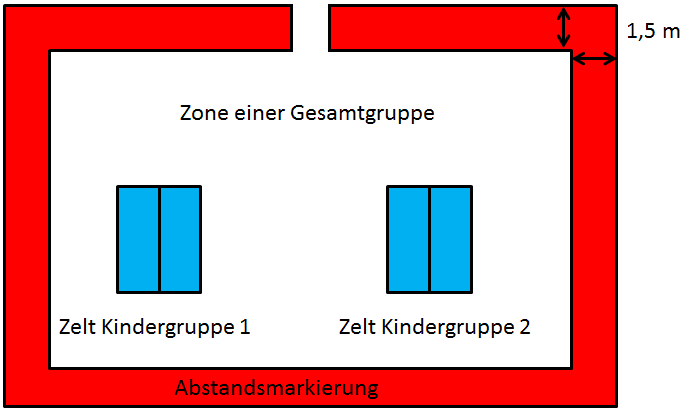 1,5 m
Zone einer Gesamtgruppe
Zelt Kindergruppe 1
Zelt Kindergruppe 2
Abstandsmarkierung